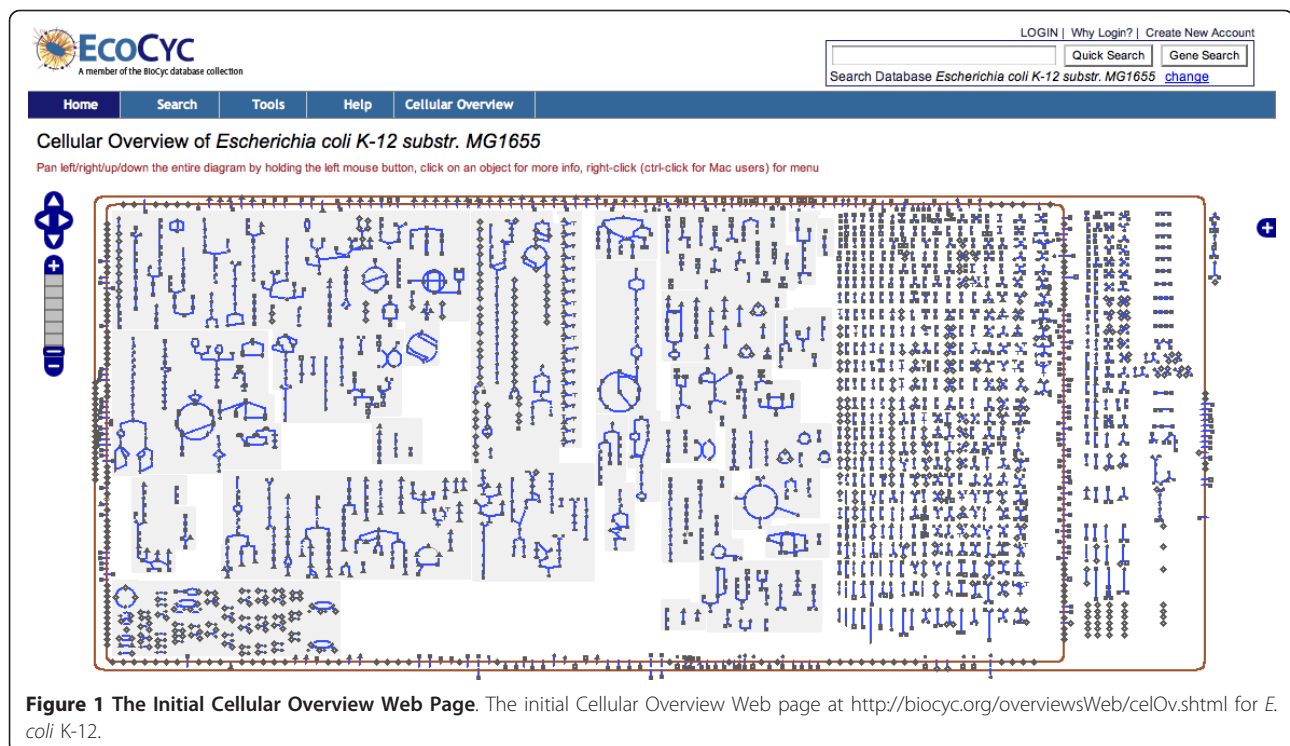 LOGIN | Why Login? | Create New Account
EcoCyc
A member of the BioCyc database collection
Quick Search Gene Search
Search Database Escherichia coli K-12 substr. MG1655 change
Home Search Tools Help Cellular Overview
Cellular Overview of Escherichia coli K-12 substr. MG1655
Pan left/right/up/down the entire diagram by holding the left mouse button, click on an object for more info, right-click (ctrl-click for Mac users) for menu
Figure 1 The Initial Cellular Overview Web Page. The initial Cellular Overview Web page at http://biocyc.org/overviewsWeb/celOv.shtml for E.
coli K-12.